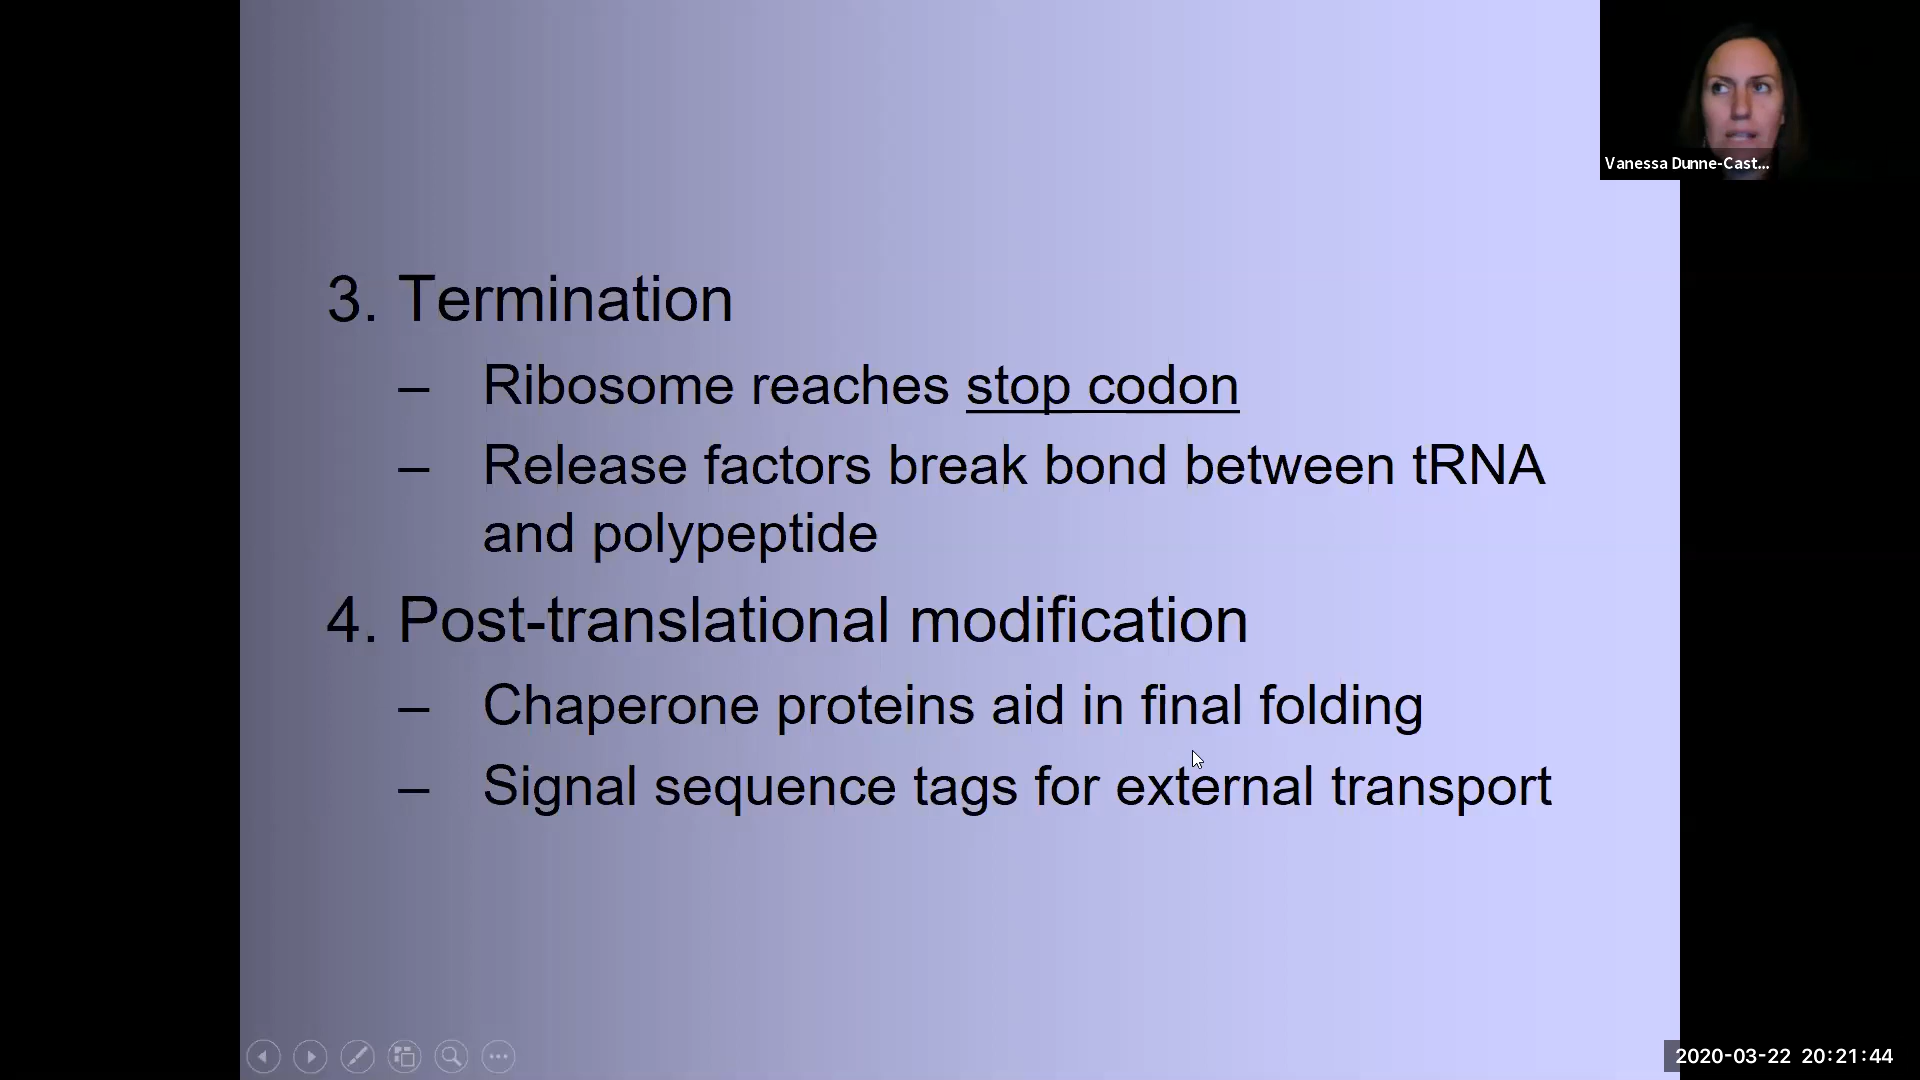 Vanessa Dunne-Cast...
3. Termination
– Ribosome reaches stop codon
– Release factors break bond between tRNA
and polypeptide
4. Post-translational modification
– Chaperone proteins aid in final folding
– Signal sequence tags for external transport
2020-03-22 20:21:44